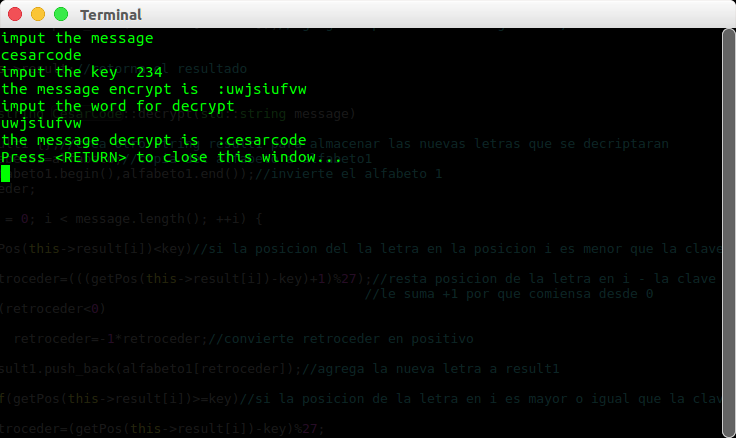 Terminal
imput the message
cesarcode
imput the key  234
the message encrypt is  :uwjsiufvw
imput the word for decrypt
uwjsiufvw
the message decrypt is  :cesarcode
Press <RETURN> to close this window...
el resultado
::string message)
almacenar las nuevas letras que se decriptaran
abeto1.begin(),alfabeto1.end());//invierte el alfabeto 1
eder;
= 0; i < message.length(); ++i) {
Pos(this->result[i])<key)//si la posicion del la letra en la posicion i es menor que la clave
troceder=(((getPos(this->result[i])-key)+1)%27);//resta posicion de la letra en i - la clave
//le suma +1 por que comiensa desde 0
(retroceder<0)
retroceder=-1*retroceder;//convierte retroceder en positivo
sult1.push_back(alfabeto1[retroceder]);//agrega la nueva letra a result1
f(getPos(this->result[i])>=key)//si la posicion de la letra en i es mayor o igual que la clav
troceder=(getPos(this->result[i])-key)%27;